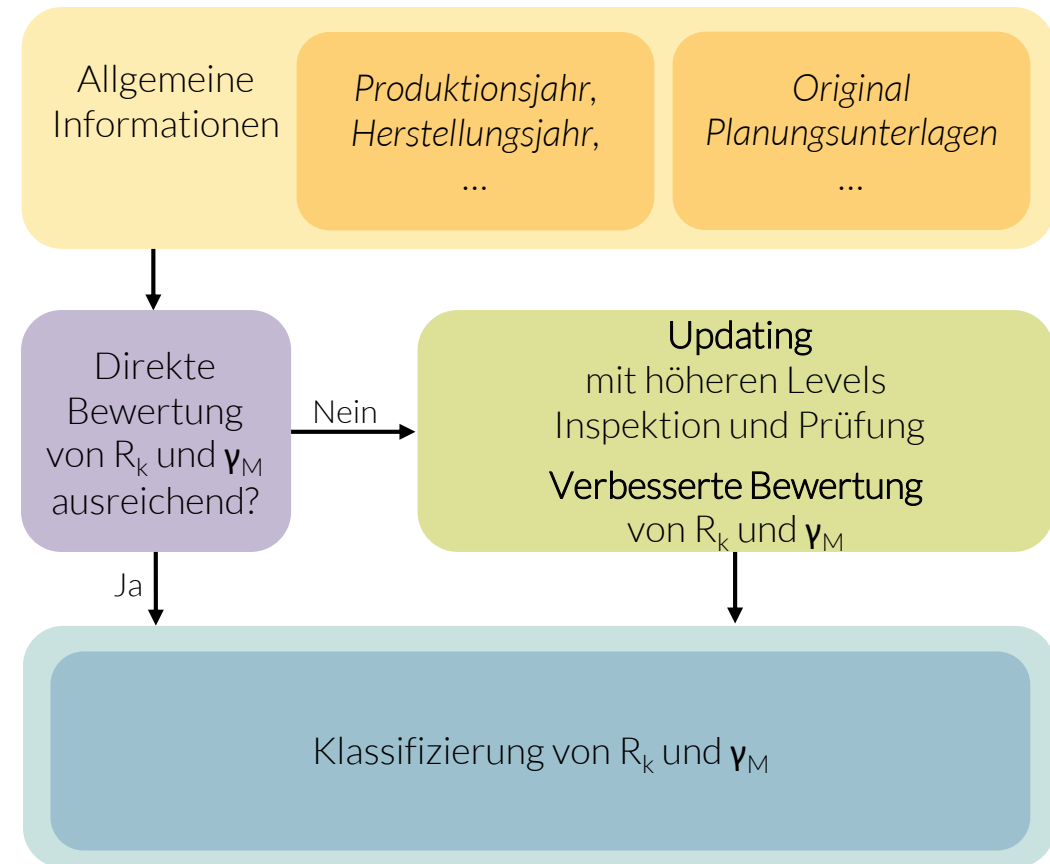 Allgemeine
Informationen
Produktionsjahr,
Herstellungsjahr,
...
Original
Planungsunterlagen
...
Direkte
Bewertung
von Rk und γM
ausreichend?
Nein
Updating
mit höheren Levels
Inspektion und Prüfung
Verbesserte Bewertung
von Rk und γM
Ja
Klassifizierung von Rk und γM